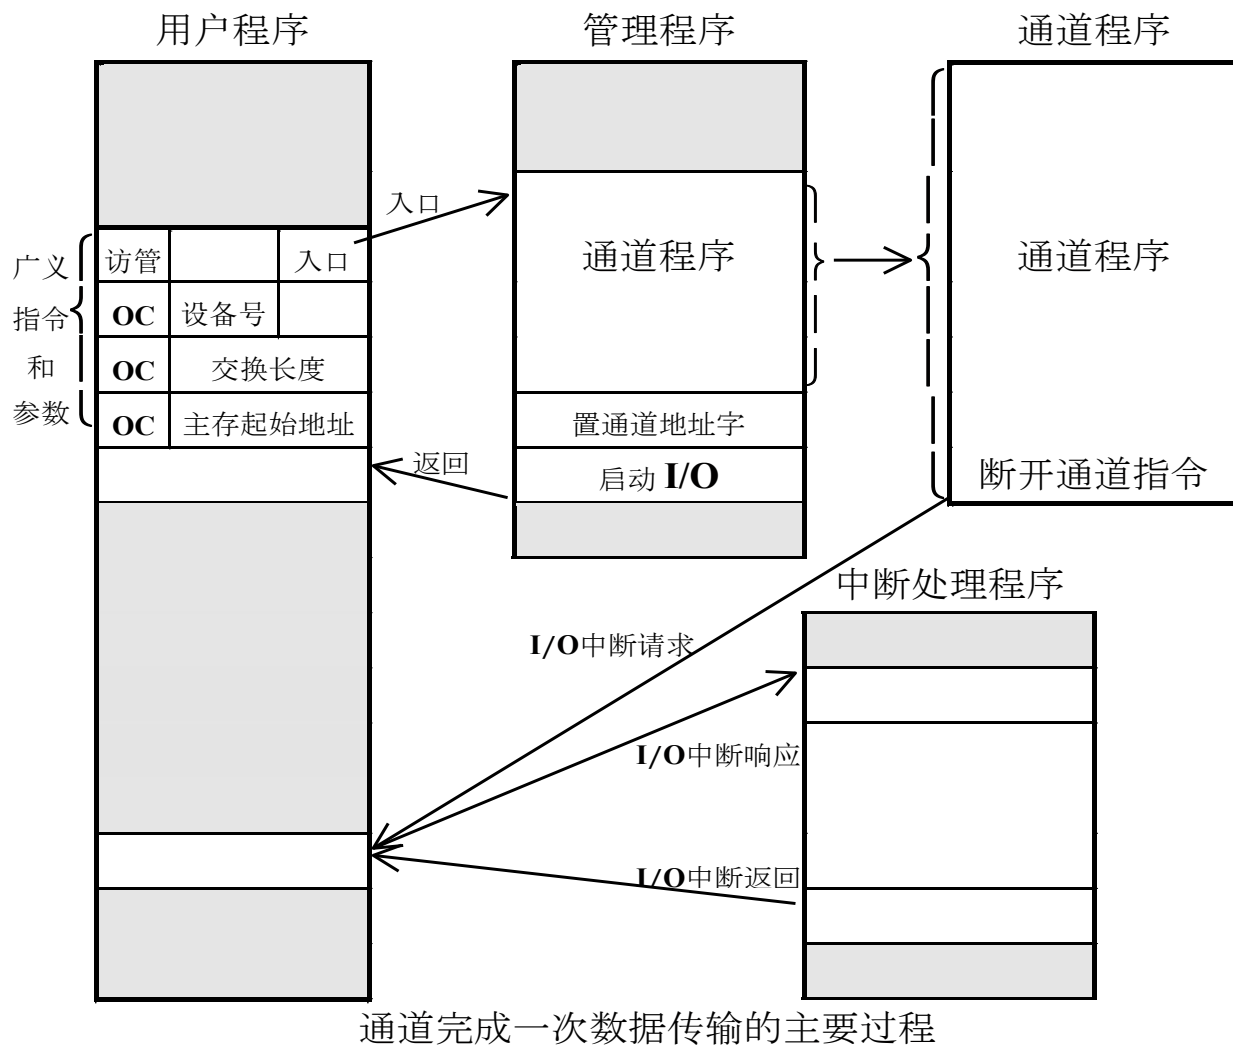 用户程序
管理程序
通道程序
入口
广义
指令
和
参数
访管 入口
OC 设备号
OC 交换长度
OC 主存起始地址
返回
通道程序
置通道地址字
启动 I/O
通道程序
断开通道指令
中断处理程序
I/O中断请求
I/O中断响应
I/O中断返回
通道完成一次数据传输的主要过程